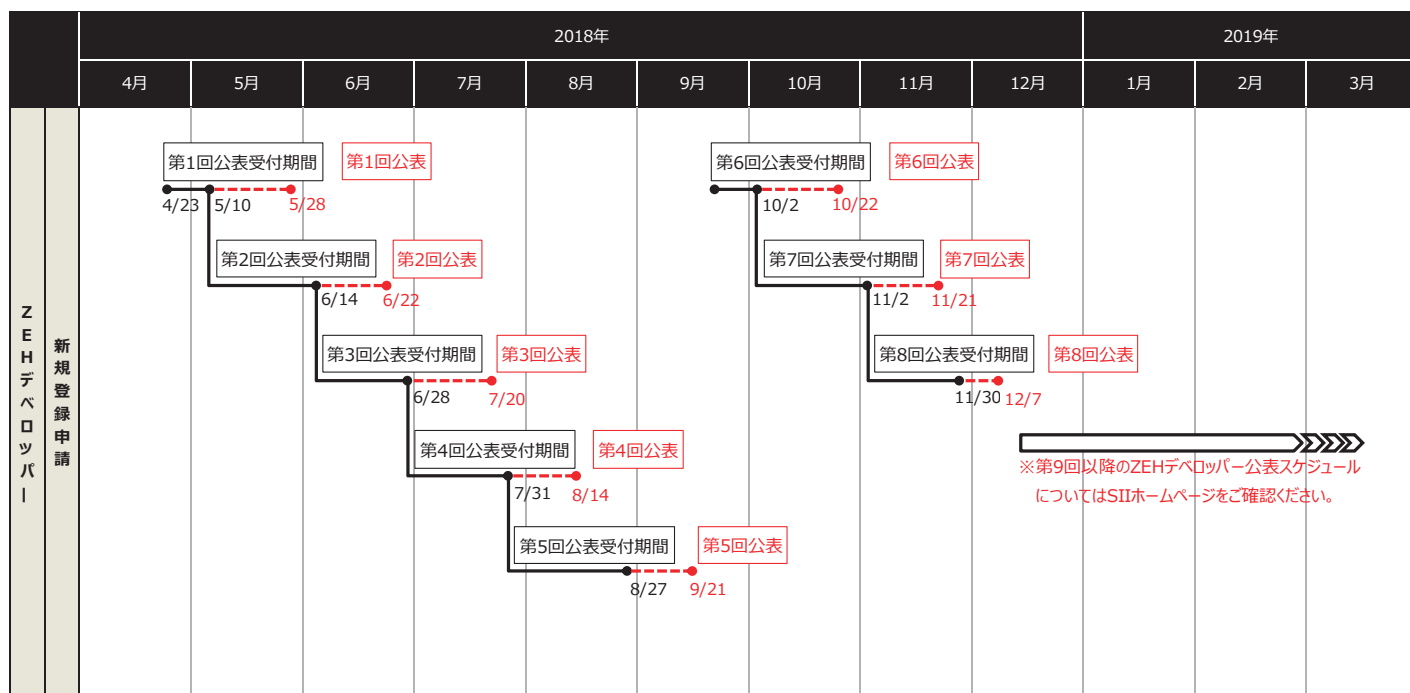 2018年
2019年
4月
5月
6月
7月
8月
9月
10月
11月
12月
1月
2月
3月
ZEHデベロッパー
新規登録申請
第1回公表受付期間
第1回公表
4/23
5/10
5/28
第2回公表受付期間
第2回公表
6/14
6/22
第3回公表受付期間
第3回公表
6/28
7/20
第4回公表受付期間
第4回公表
7/31
8/14
第5回公表受付期間
第5回公表
8/27
9/21
第6回公表受付期間
第6回公表
10/2
10/22
第7回公表受付期間
第7回公表
11/2
11/21
第8回公表受付期間
第8回公表
11/30
12/7
※第9回以降のZEHデベロッパー公表スケジュール
についてはSIIホームページをご確認ください。